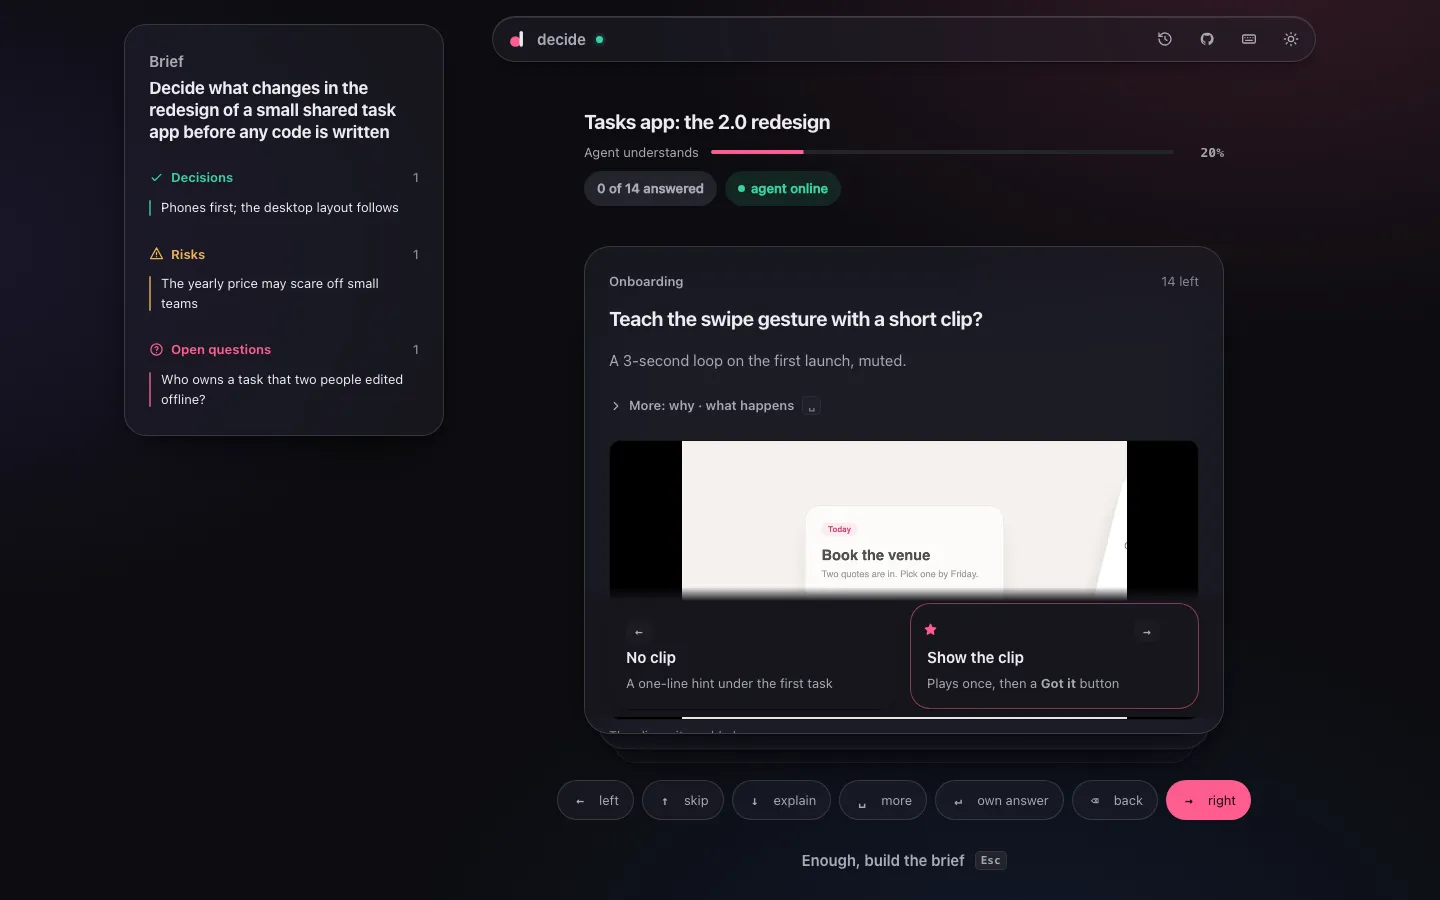 Brief
Decide what changes in the
redesign of a small shared task
app before any code is written
Decisions 1
Phones first; the desktop layout follows
Risks 1
The yearly price may scare off small
teams
Open questions 1
Who owns a task that two people edited
offline?
decide
Tasks app: the 2.0 redesign
Agent understands 20%
0 of 14 answered
agent online
Onboarding 14 left
Teach the swipe gesture with a short clip?
A 3-second loop on the first launch, muted.
More: why · what happens
Today
Book the venue
Two quotes are in. Pick one by Friday.
← →
No clip
A one-line hint under the first task
Show the clip
Plays once, then a Got it button
← left
↑ skip
↓ explain
␣ more
↵ own answer
⌫ back
→ right
Enough, build the brief Esc